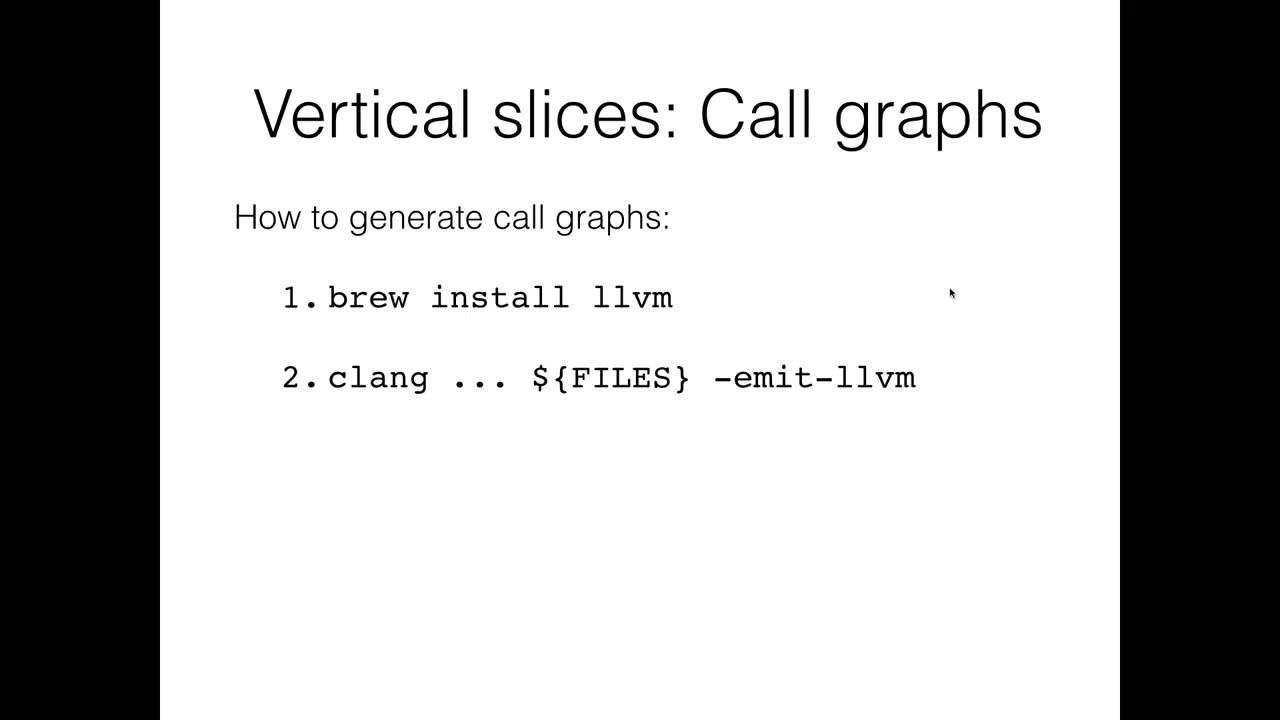 Vertical slices: Call graphs
How to generate call graphs:
1. brew install llvm
2. clang ... ${FILES} -emit-llvm